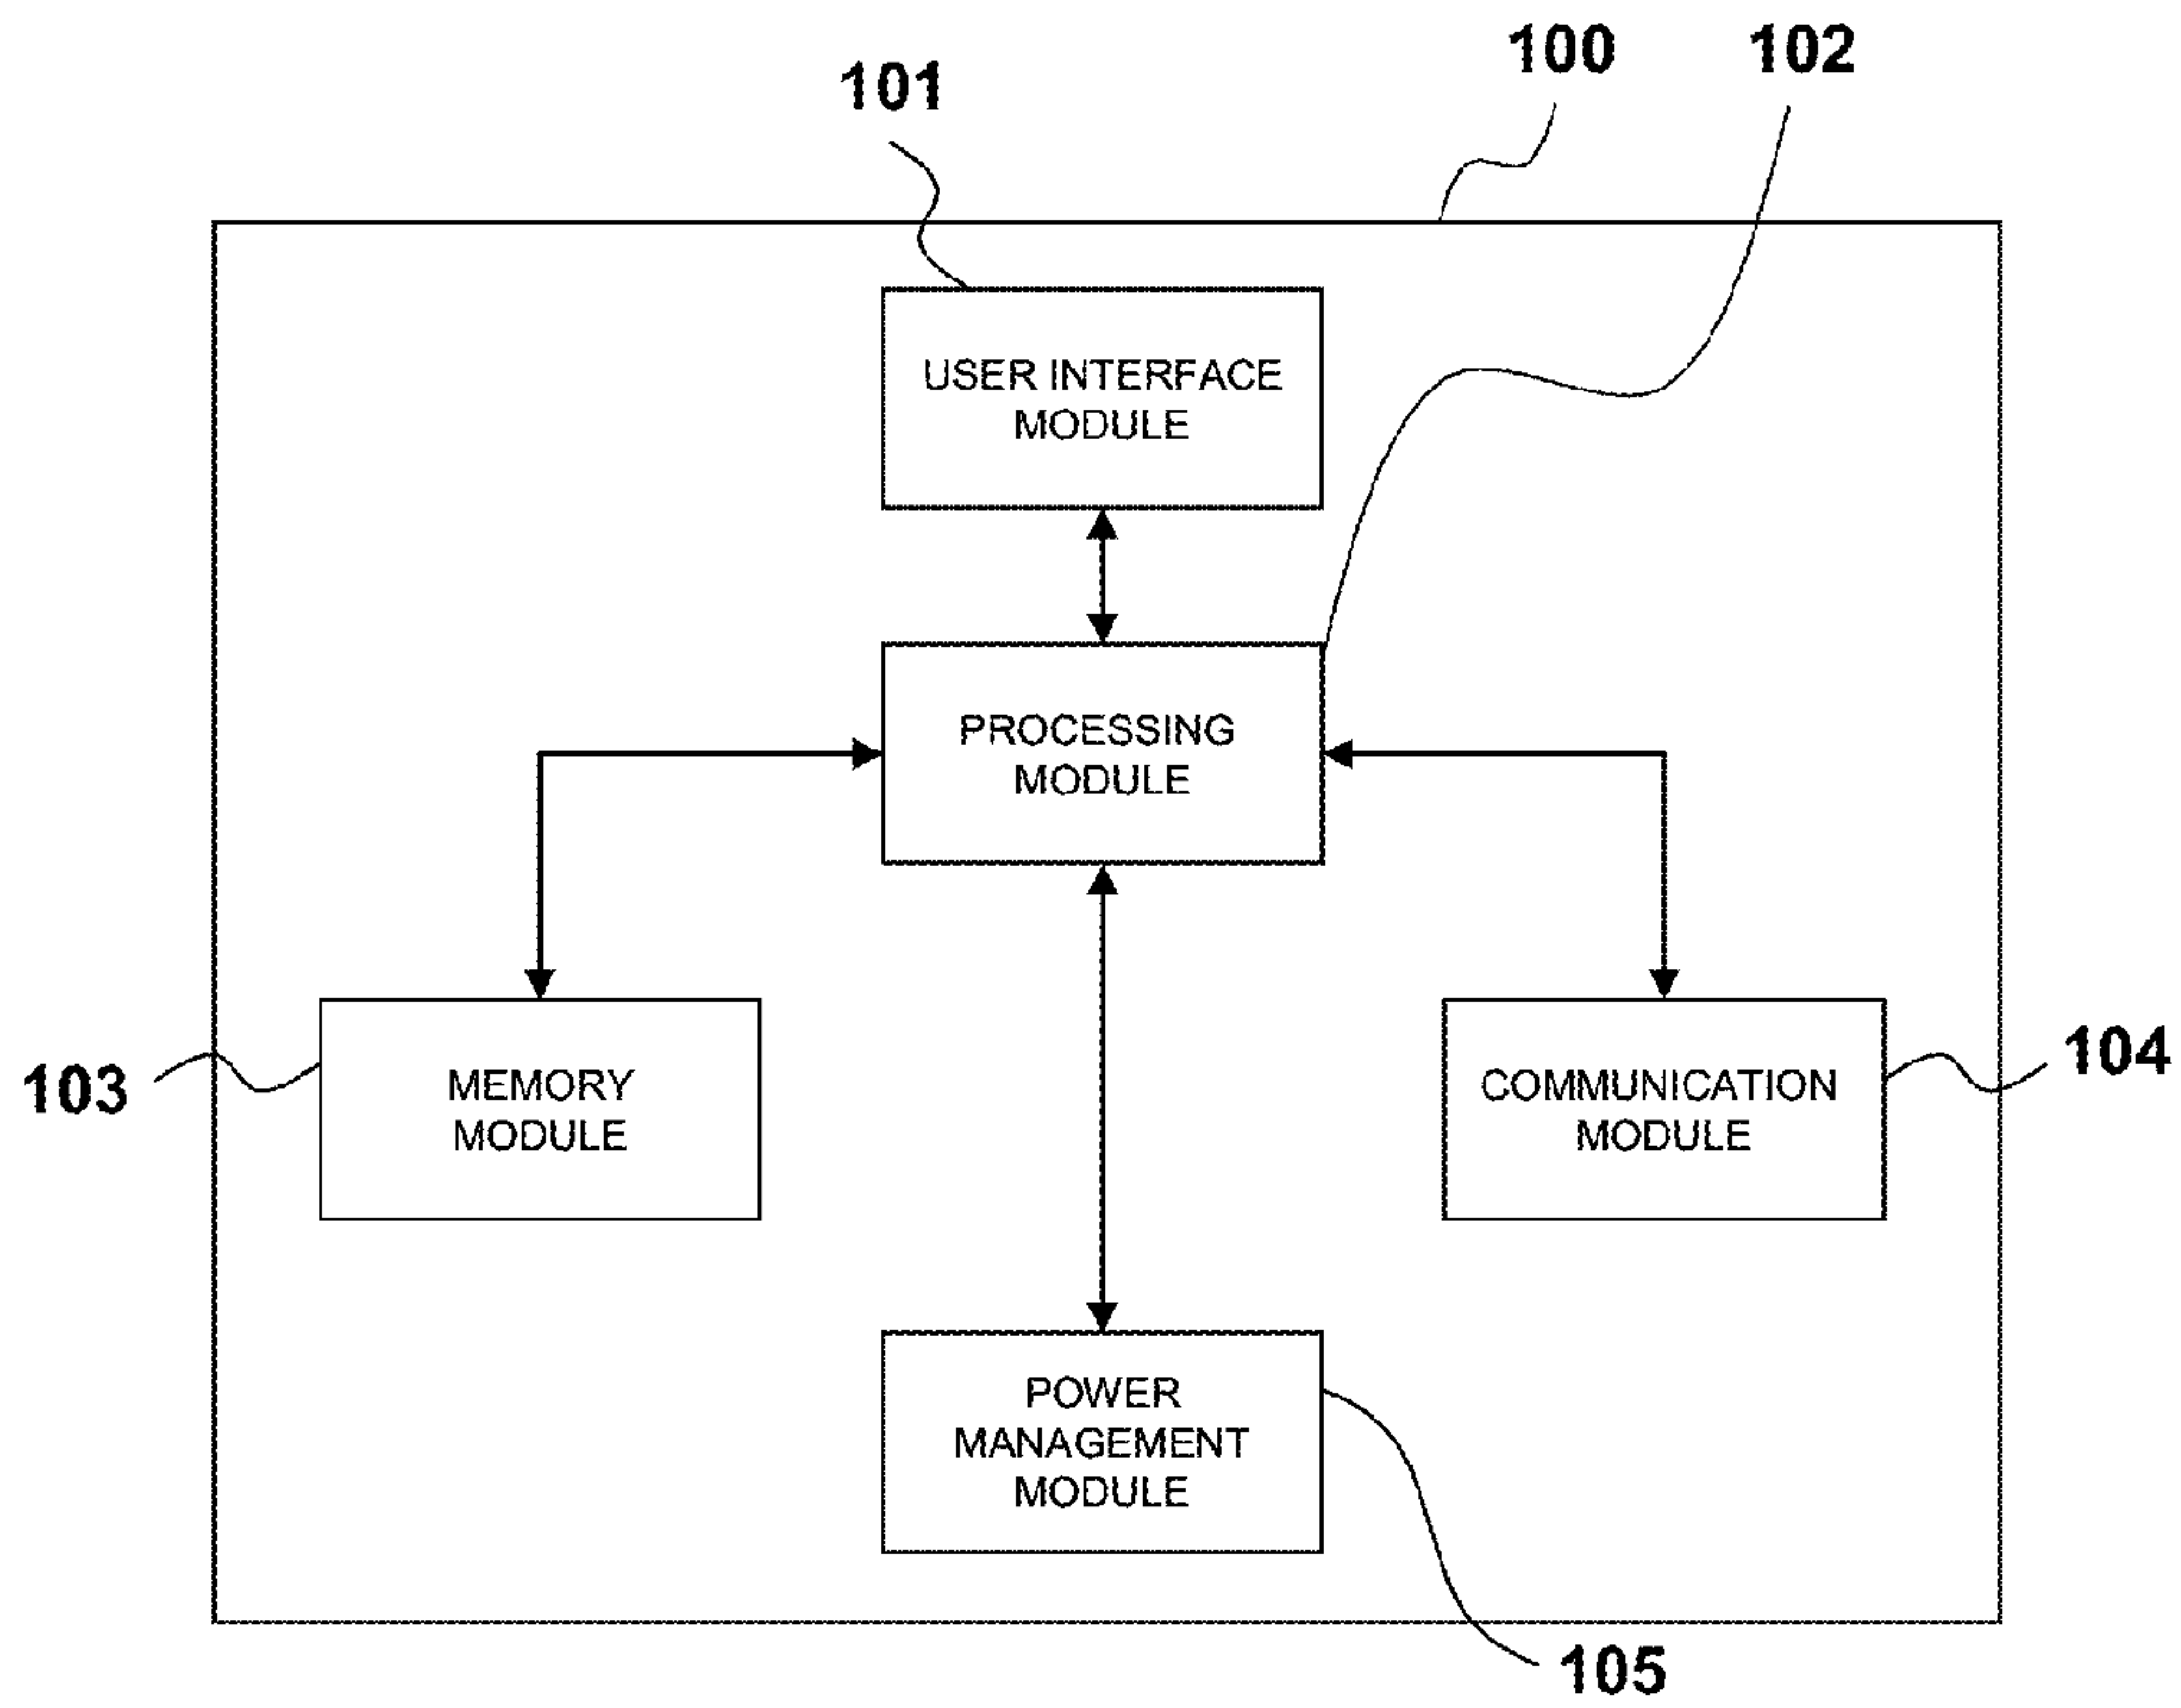 100
102
101
USER INTERFACE
MODULE
PROCESSING
MODULE
103
MEMORY
MODULE
COMMUNICATION
MODULE
104
POWER
MANAGEMENT
MODULE
105